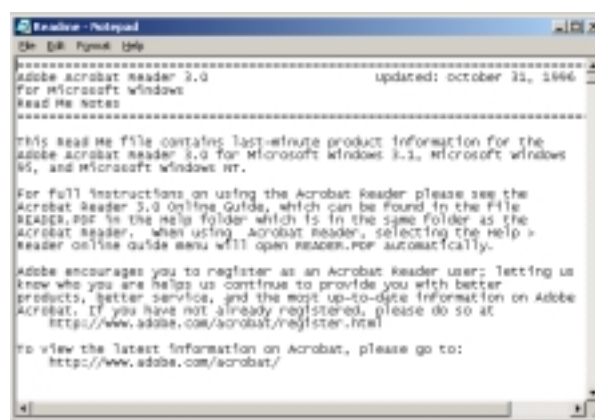 Readme - Notepad
File Edit Format Help
Adobe Acrobat Reader 3.0 Updated: October 31, 1996
for Microsoft Windows
Read Me Notes
This Read Me file contains last-minute product information for the
Adobe Acrobat Reader 3.0 for Microsoft Windows 3.1, Microsoft Windows
95, and Microsoft Windows NT.
For full instructions on using the Acrobat Reader please see the
Acrobat Reader 3.0 Online Guide, which can be found in the file
READER.PDF in the Help folder which is in the same folder as the
Acrobat Reader. When using Acrobat Reader, selecting the Help >
Reader Online Guide menu will open READER.PDF automatically.
Adobe encourages you to register as an Acrobat Reader user; letting us
know who you are helps us continue to provide you with better
products, better service, and the most up-to-date information on Adobe
Acrobat. If you have not already registered, please do so at
http://www.adobe.com/acrobat/register.html
To view the latest information on Acrobat, please go to:
http://www.adobe.com/acrobat/